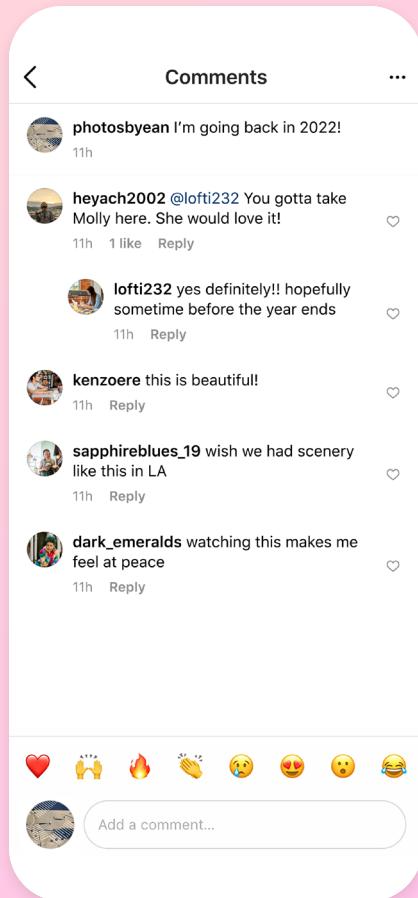 Comments
photosbyean I'm going back in 2022!
11h
heyach2002 @lofti232 You gotta take
Molly here. She would love it!
11h 1 like Reply
lofti232 yes definitely!! hopefully
sometime before the year ends
11h Reply
kenzoere this is beautiful!
11h Reply
sapphireblues_19 wish we had scenery
like this in LA
11h Reply
dark_emeralds watching this makes me
feel at peace
11h Reply
Add a comment...